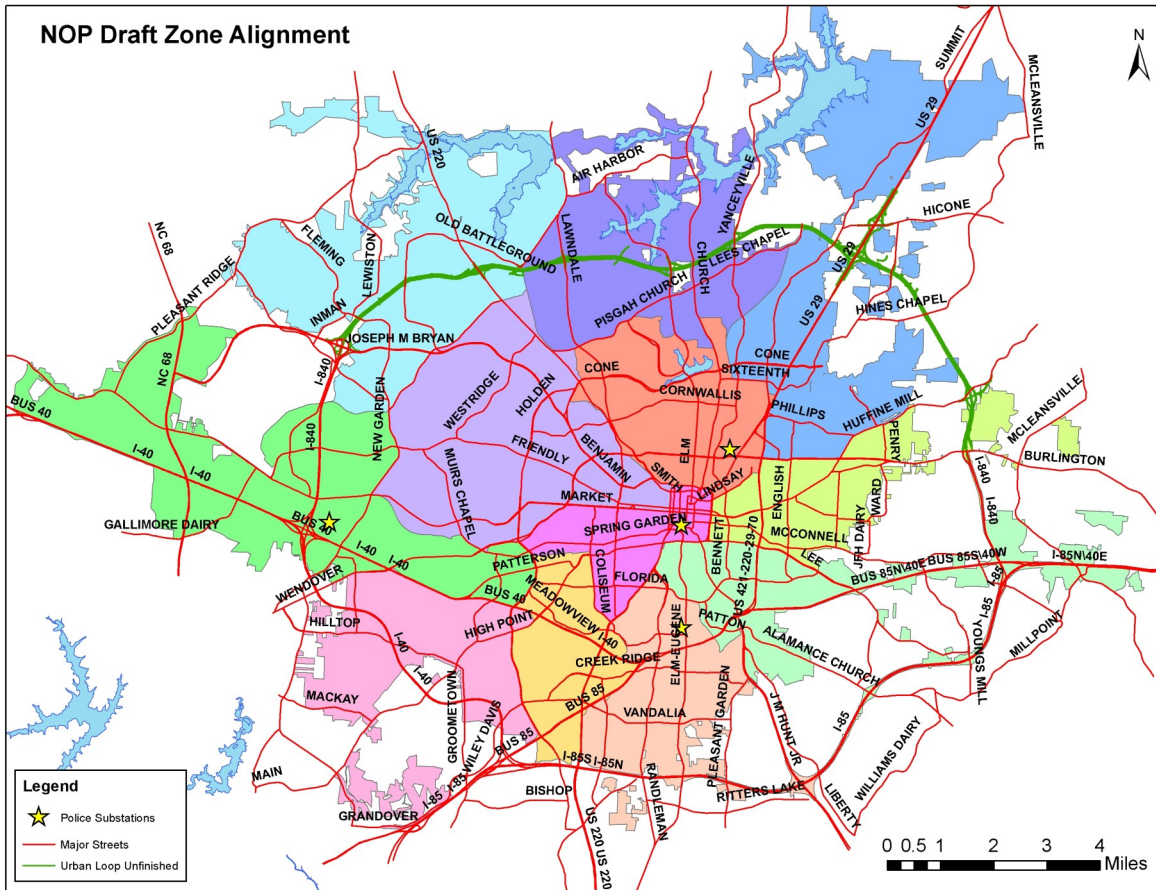 NOP Draft Zone Alignment
N
SUMMIT
MCLEANSVILLE
US 29
US 220
AIR HARBOR
YANCEYVILLE
HICONE
NC 68
FLEMING
LEWISTON
OLD BATTLEGROUND
LAWNDALE
CHURCH
LEES CHAPEL
US 29
PLEASANT RIDGE
INMAN
PISGAH CHURCH
US 29
HINES CHAPEL
JOSEPH M BRYAN
NC 68
I-840
CONE
CONE
SIXTEENTH
CORNWALLIS
WESTRIDGE
HOLDEN
NEW GARDEN
PHILLIPS
HUFFINE MILL
PENRY
MCLEANSVILLE
BUS 40
I-40
I-40
I-840
MUIRS CHAPEL
FRIENDLY
BENJAMIN
SMITH
ELM
LINDSAY
ENGLISH
WARD
BURLINGTON
I-840
I-840
MARKET
GALLIMORE DAIRY
BUS 40
I-40
I-40
SPRING GARDEN
BENNETT
MCCONNELL
JFH DAIRY
LEE
US 421-220-29-70
PATTERSON
COLISEUM
FLORIDA
BUS 85N\40E
BUS 85S\40W
I-85N\40E
I-85
WENDOVER
BUS 40
MEADOWVIEW
I-40
HILLTOP
HIGH POINT
I-40
I-40
CREEK RIDGE
ELM-EUGENE
PATTON
ALAMANCE CHURCH
I-85
YOUNGS MILL
MILLPOINT
MACKAY
GROOMETOWN
WILEY DAVIS
BUS 85
BUS 85
VANDALIA
PLEASANT GARDEN
J M HUNT JR
I-85
WILLIAMS DAIRY
MAIN
I-85
I-85
I-85S I-85N
BISHOP
RANDLEMAN
RITTERS LAKE
LIBERTY
GRANDOVER
US 220
US 220
Legend
Police Substations
Major Streets
Urban Loop Unfinished
0 0.5 1 2 3 4
Miles